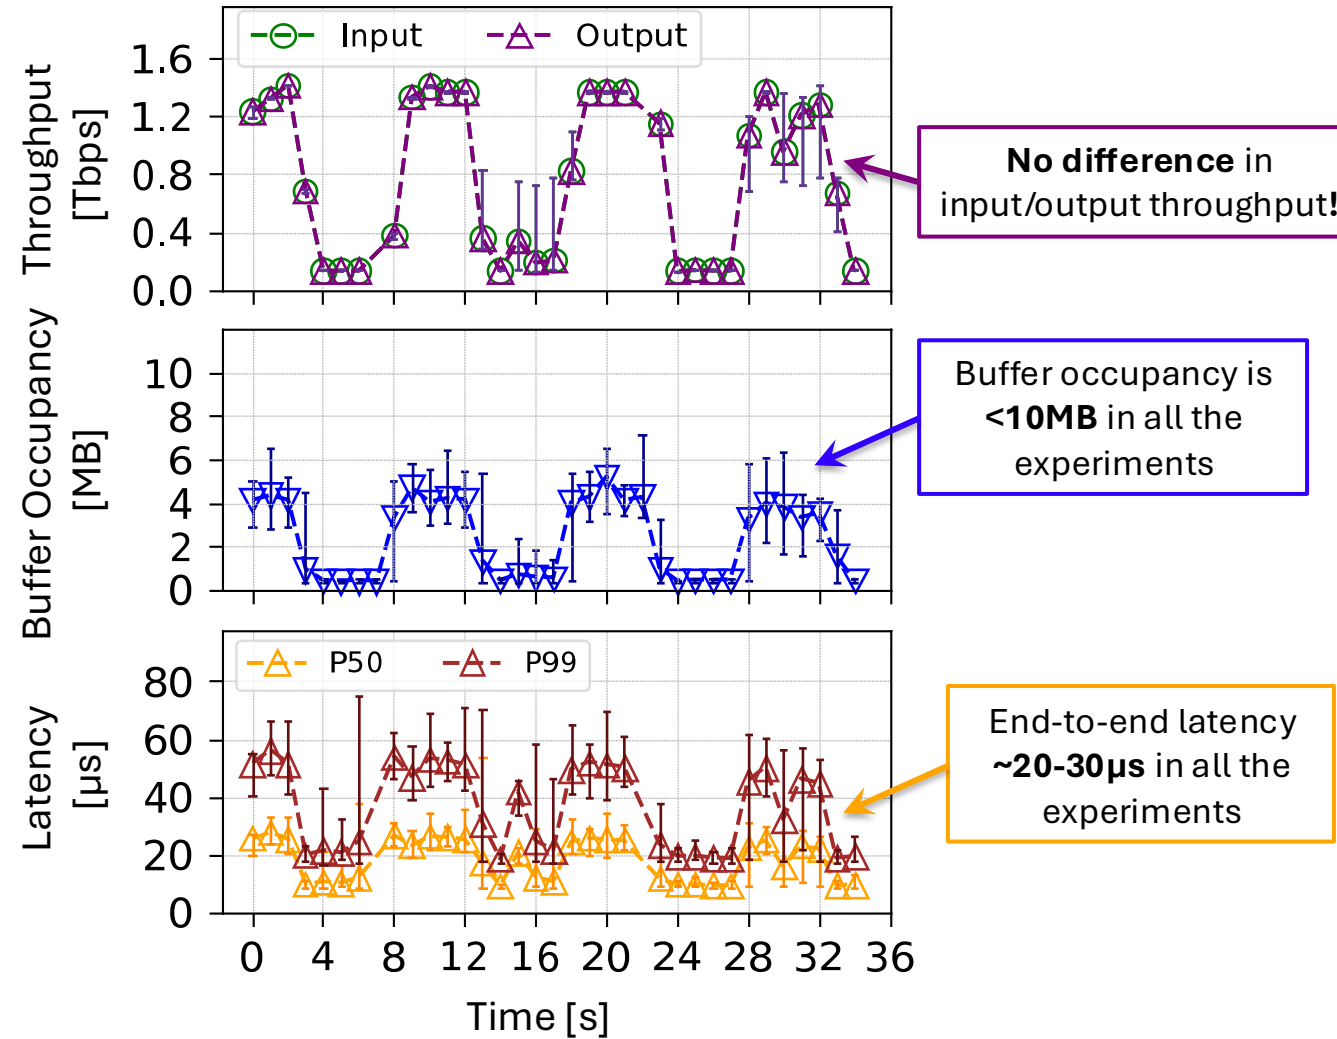 Input
Output
Throughput
[Tbps]
1.6
1.2
0.8
0.4
0.0
No difference in
input/output throughput!
Buffer Occupancy
[MB]
10
8
6
4
2
0
Buffer occupancy is
<10MB in all the
experiments
P50
P99
Latency
[µs]
80
60
40
20
0
End-to-end latency
~20-30µs in all the
experiments
0 4 8 12 16 20 24 28 32 36
Time [s]